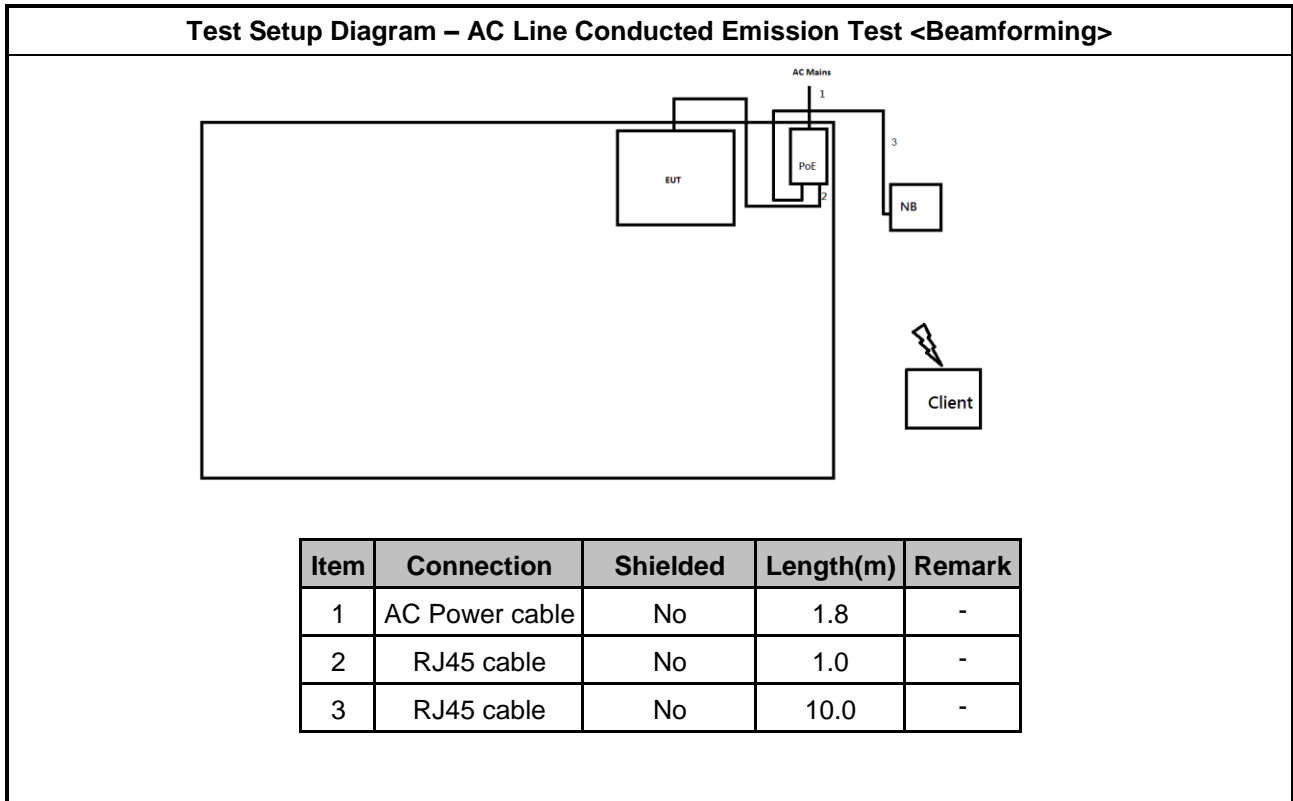 Test Setup Diagram – AC Line Conducted Emission Test <Beamforming>
AC Mains
1
3
PoE
EUT
2
NB
Client
Item Connection Shielded Length(m) Remark
1 AC Power cable No 1.8 -
2 RJ45 cable No 1.0 -
3 RJ45 cable No 10.0 -